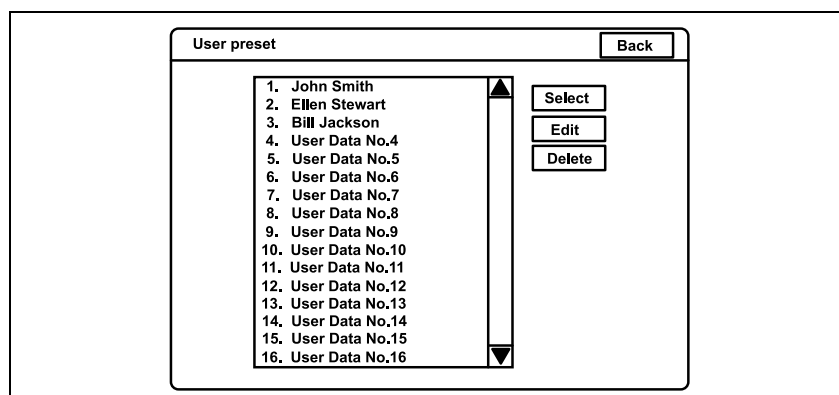 User preset
Back
1. John Smith
2. Ellen Stewart
3. Bill Jackson
4. User Data No.4
5. User Data No.5
6. User Data No.6
7. User Data No.7
8. User Data No.8
9. User Data No.9
10. User Data No.10
11. User Data No.11
12. User Data No.12
13. User Data No.13
14. User Data No.14
15. User Data No.15
16. User Data No.16
Select
Edit
Delete